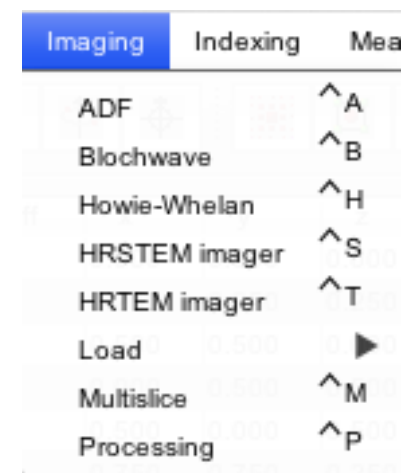 Imaging Indexing Mea
ADF ^A
Blochwave ^B
Howie-Whelan ^H
HRSTEM imager ^S
HRTEM imager ^T
Load ▶
Multislice ^M
Processing ^P